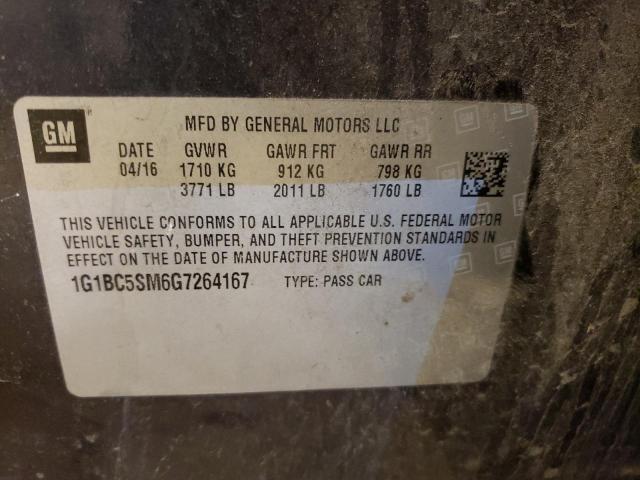 GM
MFD BY GENERAL MOTORS LLC
DATE GVWR GAWR FRT GAWR RR
04/16 1710 KG 912 KG 798 KG
3771 LB 2011 LB 1760 LB
THIS VEHICLE CONFORMS TO ALL APPLICABLE U.S. FEDERAL MOTOR
VEHICLE SAFETY, BUMPER, AND THEFT PREVENTION STANDARDS IN
EFFECT ON THE DATE OF MANUFACTURE SHOWN ABOVE.
1G1BC5SM6G7264167 TYPE: PASS CAR